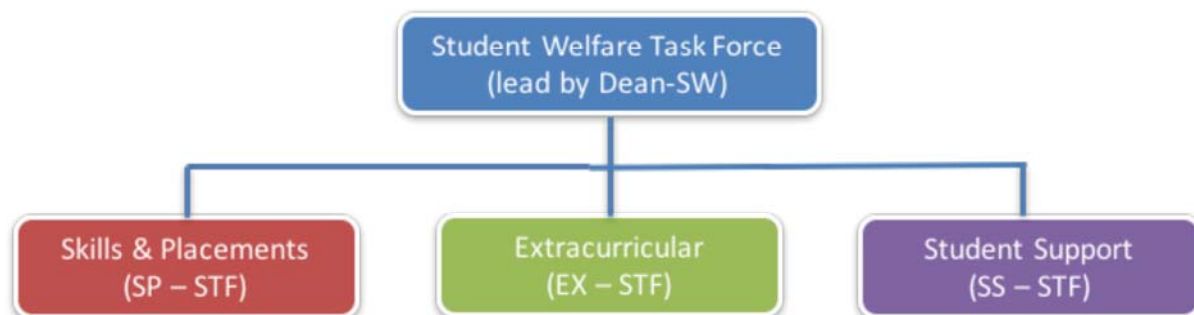 Student Welfare Task Force
(lead by Dean-SW)
Skills & Placements
(SP – STF)
Extracurricular
(EX – STF)
Student Support
(SS – STF)